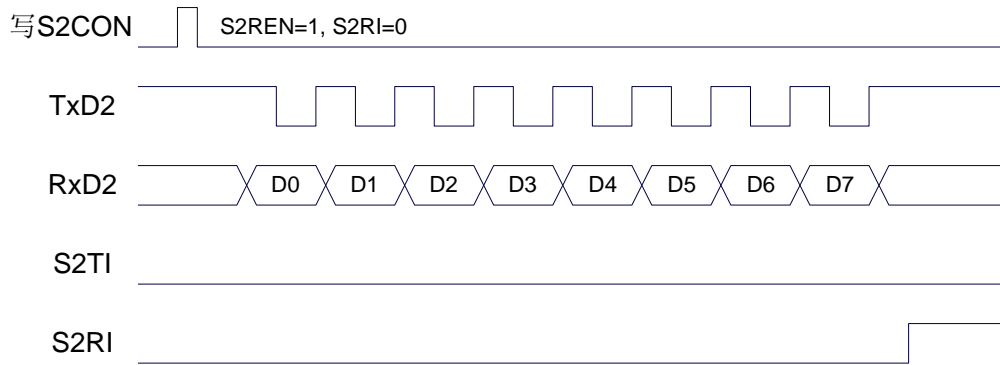 写S2CON S2REN=1, S2RI=0
TxD2
RxD2 D0 D1 D2 D3 D4 D5 D6 D7
S2TI
S2RI